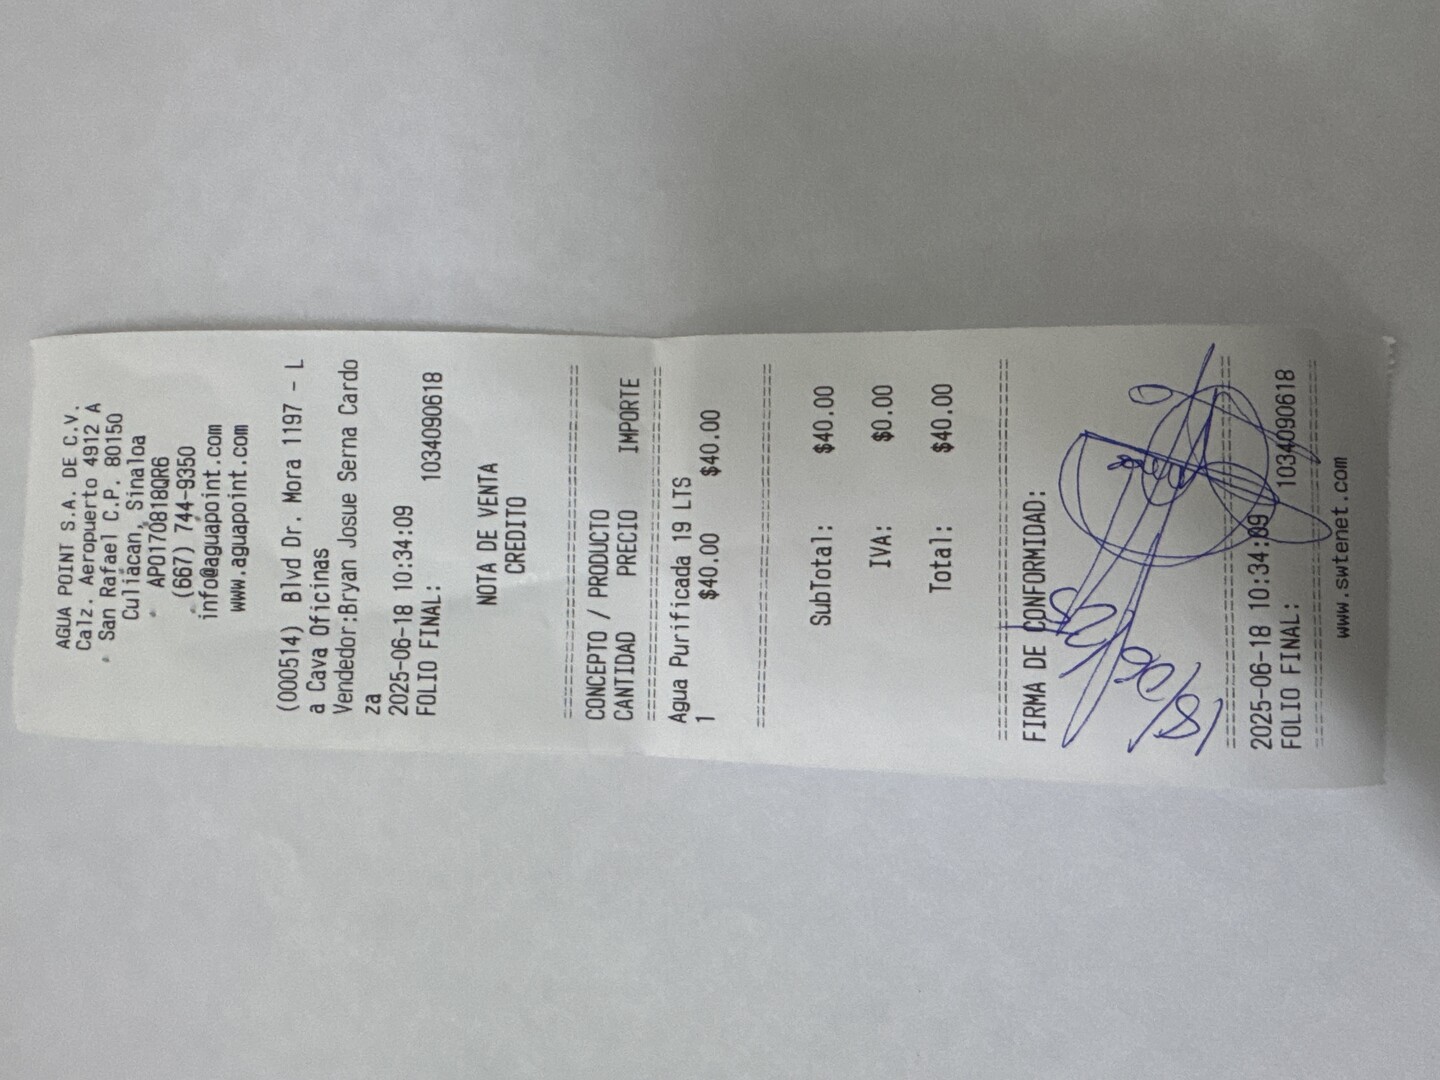 AGUA POINT S.A. DE C.V.
Calz. Aeropuerto 4912 A
San Rafael C.P. 80150
Culiacan, Sinaloa
APO170818QR6
(667) 744-9350
info@aguapoint.com
www.aguapoint.com
(000514) Blvd Dr. Mora 1197 - L
a Cava Oficinas
Vendedor:Bryan Josue Serna Cardo
za
2025-06-18 10:34:09
FOLIO FINAL: 1034090618
NOTA DE VENTA
CREDITO
================================
CONCEPTO / PRODUCTO
CANTIDAD PRECIO IMPORTE
================================
Agua Purificada 19 LTS
1 $40.00 $40.00
================================
SubTotal: $40.00
IVA: $0.00
Total: $40.00
================================
FIRMA DE CONFORMIDAD:
18/06/
================================
2025-06-18 10:34:09
FOLIO FINAL: 1034090618
================================
www.swtenet.com